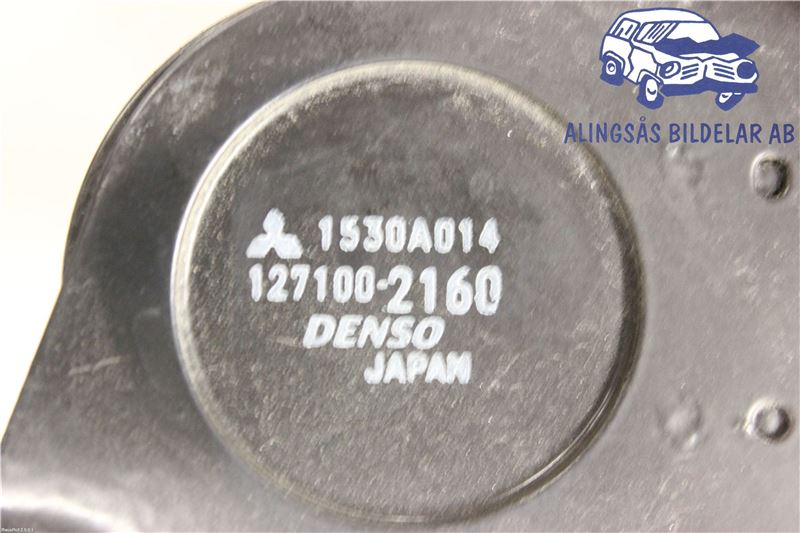 ALINGSÅS BILDELAR AB
1530A014
127100-2160
DENSO
JAPAN